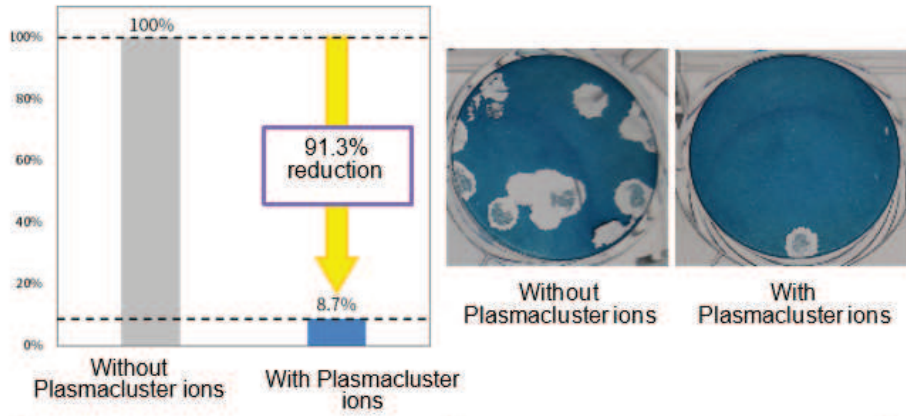 100%
100%
80%
60%
40%
20%
0%
91.3%
reduction
8.7%
Without
Plasmacluster ions
With Plasmacluster
ions
Without
Plasmacluster ions
With
Plasmacluster ions